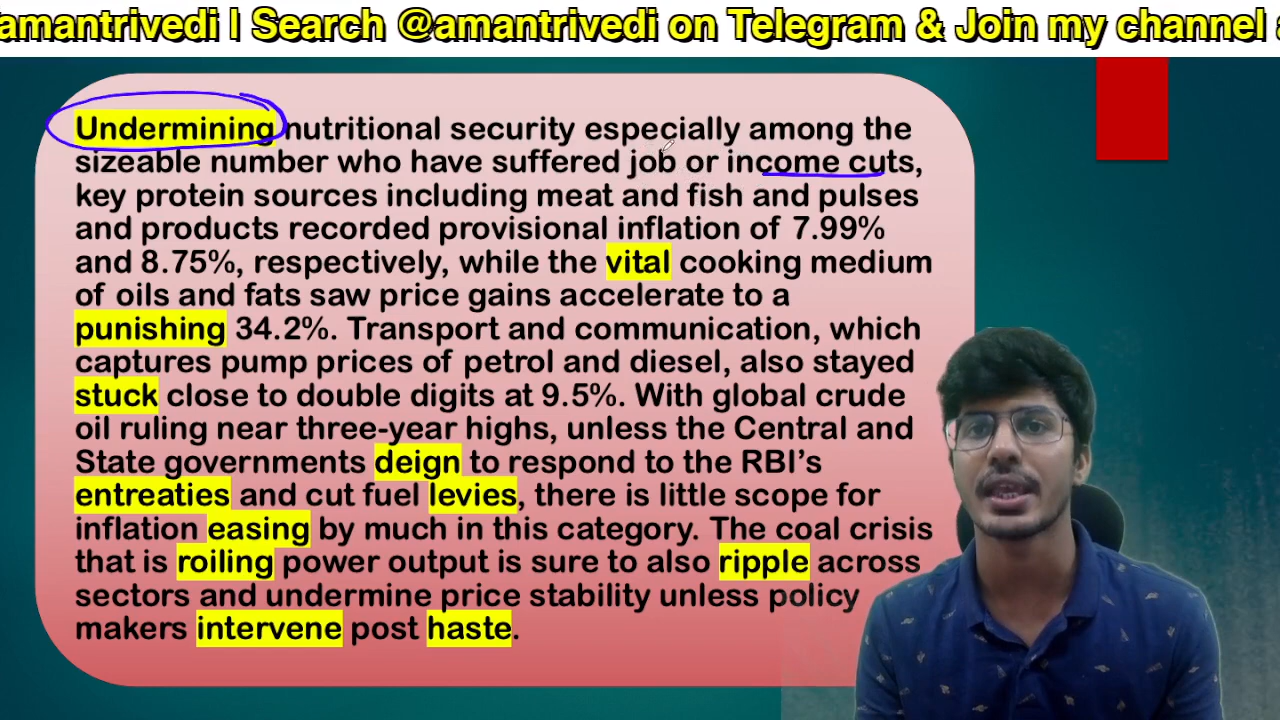 amantrivedi | Search @amantrivedi on Telegram & Join my channel
Undermining nutritional security especially among the
sizeable number who have suffered job or income cuts,
key protein sources including meat and fish and pulses
and products recorded provisional inflation of 7.99%
and 8.75%, respectively, while the vital cooking medium
of oils and fats saw price gains accelerate to a
punishing 34.2%. Transport and communication, which
captures pump prices of petrol and diesel, also stayed
stuck close to double digits at 9.5%. With global crude
oil ruling near three-year highs, unless the Central and
State governments deign to respond to the RBI's
entreaties and cut fuel levies, there is little scope for
inflation easing by much in this category. The coal crisis
that is roiling power output is sure to also ripple across
sectors and undermine price stability unless policy
makers intervene post haste.